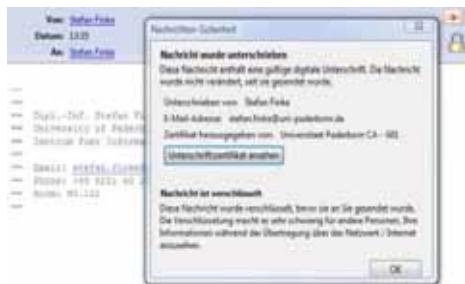 Von: Stefan Finke
Datum: 13:35
An: Stefan Finke
Nachrichten-Sicherheit
Nachricht wurde unterschrieben
Diese Nachricht enthält eine gültige digitale Unterschrift. Die Nachricht
wurde nicht verändert, seit sie gesendet wurde.
Unterschrieben von: Stefan Finke
E-Mail-Adresse: stefan.finke@uni-paderborn.de
Zertifikat herausgegeben von: Universitaet Paderborn CA - G01
Unterschriftszertifikat ansehen
Nachricht ist verschlüsselt
Diese Nachricht wurde verschlüsselt, bevor sie an Sie gesendet wurde.
Die Verschlüsselung macht es sehr schwierig für andere Personen, Ihre
Informationen während der Übertragung über das Netzwerk / Internet
anzusehen.
OK
Dipl.-Inf. Stefan
University of
Zentrum
Email:
Phone: +49 5251 60